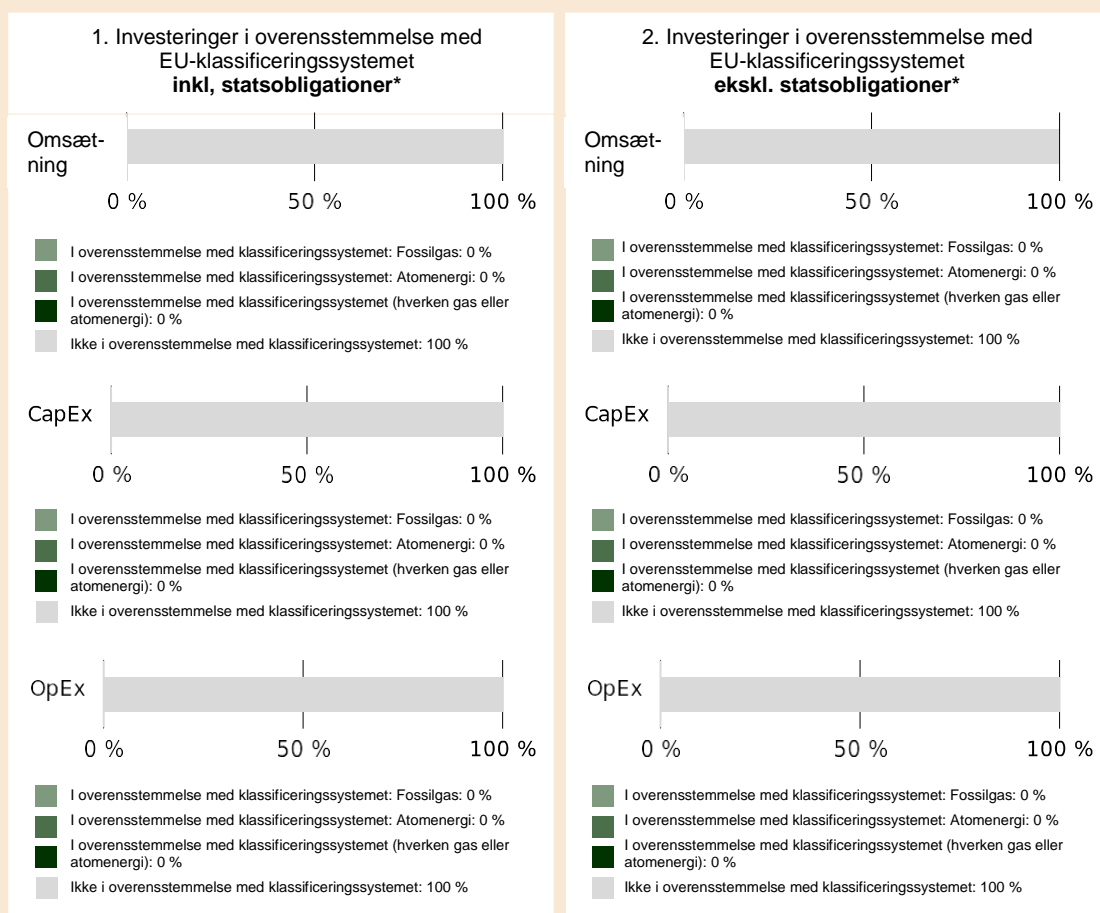 1. Investeringer i overensstemmelse med
EU-klassificeringssystemet
inkl, statsobligationer*
Omsæt-
ning
0 % 50 % 100 %
I overensstemmelse med klassificeringssystemet: Fossilgas: 0 %
I overensstemmelse med klassificeringssystemet: Atomenergi: 0 %
I overensstemmelse med klassificeringssystemet (hverken gas eller
atomenergi): 0 %
Ikke i overensstemmelse med klassificeringssystemet: 100 %
CapEx
0 % 50 % 100 %
I overensstemmelse med klassificeringssystemet: Fossilgas: 0 %
I overensstemmelse med klassificeringssystemet: Atomenergi: 0 %
I overensstemmelse med klassificeringssystemet (hverken gas eller
atomenergi): 0 %
Ikke i overensstemmelse med klassificeringssystemet: 100 %
OpEx
0 % 50 % 100 %
I overensstemmelse med klassificeringssystemet: Fossilgas: 0 %
I overensstemmelse med klassificeringssystemet: Atomenergi: 0 %
I overensstemmelse med klassificeringssystemet (hverken gas eller
atomenergi): 0 %
Ikke i overensstemmelse med klassificeringssystemet: 100 %
2. Investeringer i overensstemmelse med
EU-klassificeringssystemet
ekskl. statsobligationer*
Omsæt-
ning
0 % 50 % 100 %
I overensstemmelse med klassificeringssystemet: Fossilgas: 0 %
I overensstemmelse med klassificeringssystemet: Atomenergi: 0 %
I overensstemmelse med klassificeringssystemet (hverken gas eller
atomenergi): 0 %
Ikke i overensstemmelse med klassificeringssystemet: 100 %
CapEx
0 % 50 % 100 %
I overensstemmelse med klassificeringssystemet: Fossilgas: 0 %
I overensstemmelse med klassificeringssystemet: Atomenergi: 0 %
I overensstemmelse med klassificeringssystemet (hverken gas eller
atomenergi): 0 %
Ikke i overensstemmelse med klassificeringssystemet: 100 %
OpEx
0 % 50 % 100 %
I overensstemmelse med klassificeringssystemet: Fossilgas: 0 %
I overensstemmelse med klassificeringssystemet: Atomenergi: 0 %
I overensstemmelse med klassificeringssystemet (hverken gas eller
atomenergi): 0 %
Ikke i overensstemmelse med klassificeringssystemet: 100 %